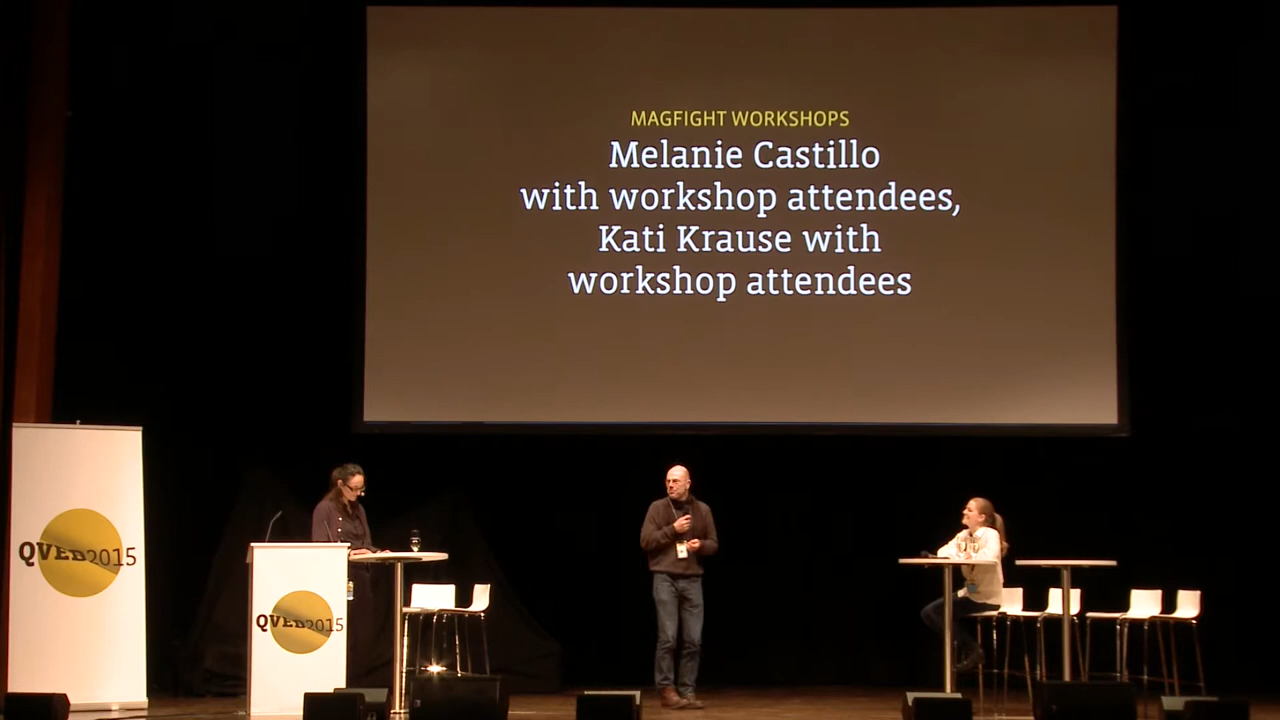 MAGFIGHT WORKSHOPS
Melanie Castillo
with workshop attendees,
Kati Krause with
workshop attendees
QVED2015
QVED2015